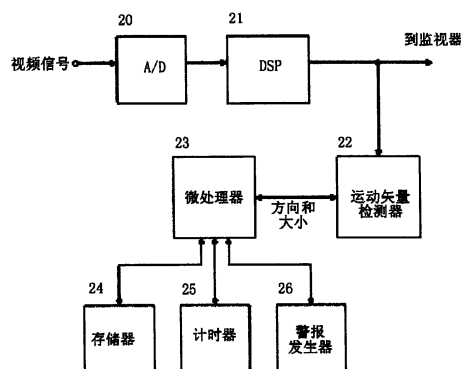 20
21
到监视器
视频信号
A/D
DSP
23
22
微处理器
方向和
大小
运动矢量
检测器
24
25
26
存储器
计时器
警报
发生器